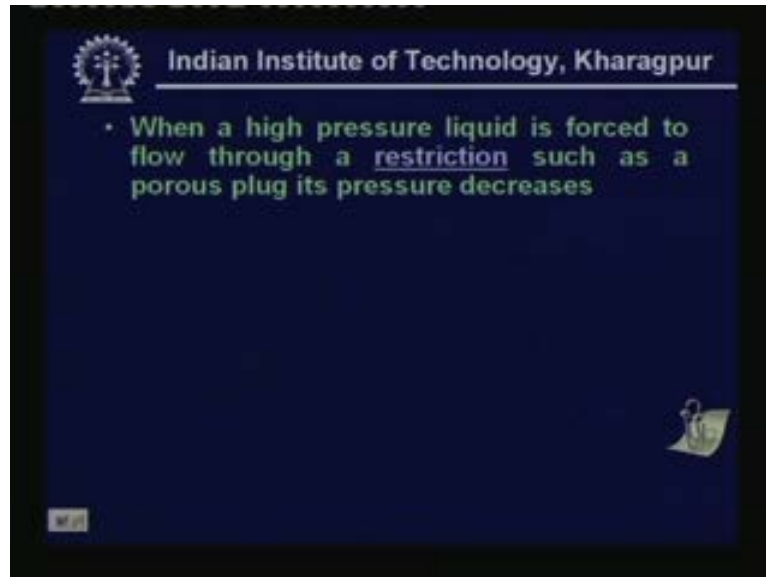 Indian Institute of Technology, Kharagpur
• When a high pressure liquid is forced to
flow through a restriction such as a
porous plug its pressure decreases